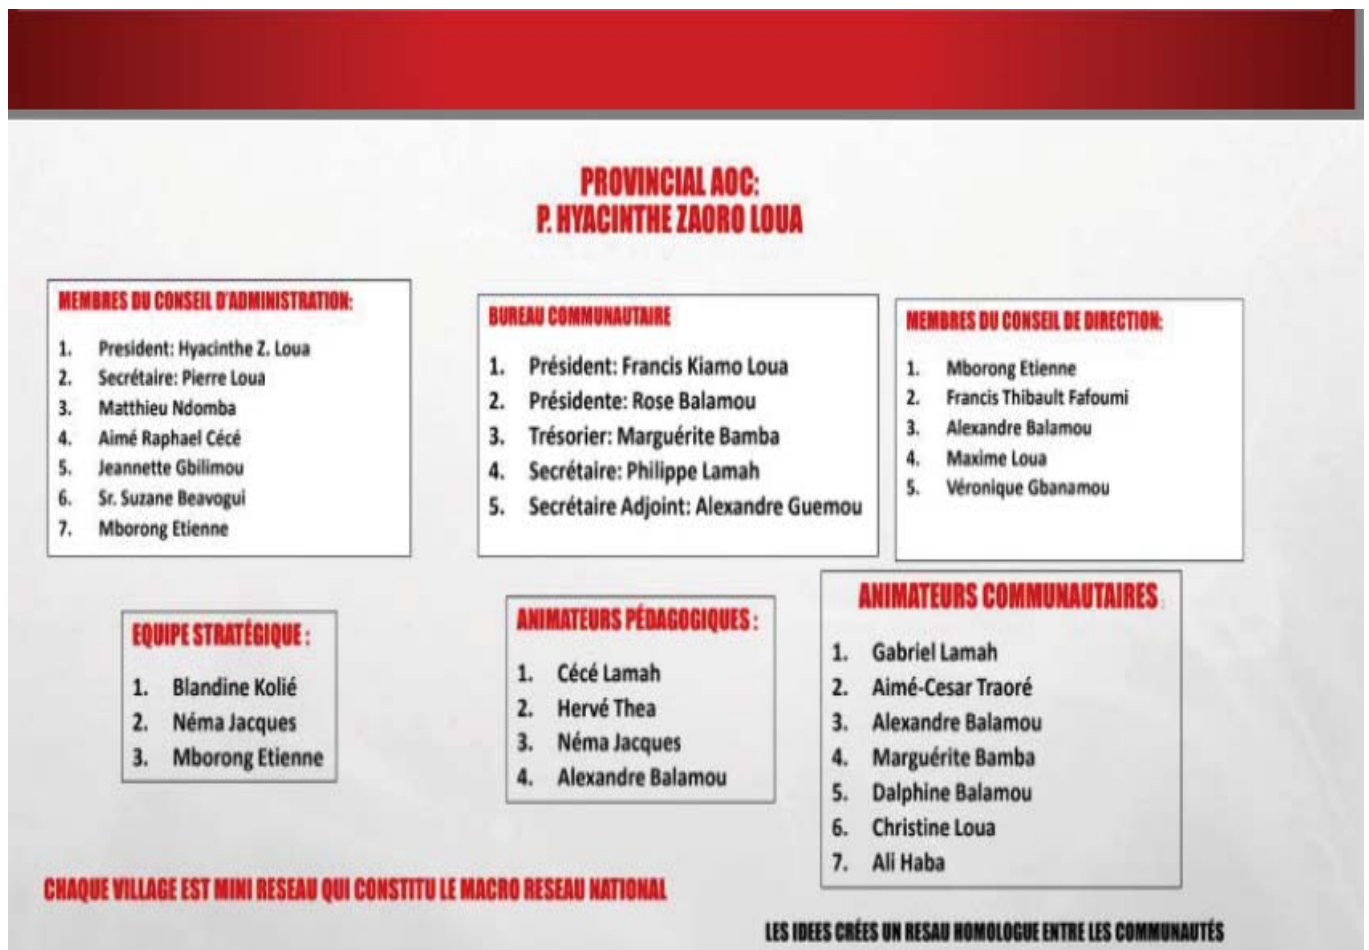 PROVINCIAL AOC:
P. HYACINTHE ZAORO LOUA
MEMBRES DU CONSEIL D'ADMINISTRATION:
1. President: Hyacinthe Z. Loua
2. Secrétaire: Pierre Loua
3. Matthieu Ndomba
4. Aimé Raphael Cécé
5. Jeannette Gbilimou
6. Sr. Suzane Beavogui
7. Mborong Etienne
BUREAU COMMUNAUTAIRE
1. Président: Francis Kiamo Loua
2. Présidente: Rose Balamou
3. Trésorier: Marguérite Bamba
4. Secrétaire: Philippe Lamah
5. Secrétaire Adjoint: Alexandre Guemou
MEMBRES DU CONSEIL DE DIRECTION:
1. Mborong Etienne
2. Francis Thibault Fafoumi
3. Alexandre Balamou
4. Maxime Loua
5. Véronique Gbanamou
EQUIPE STRATÉGIQUE :
1. Blandine Kolié
2. Néma Jacques
3. Mborong Etienne
ANIMATEURS PÉDAGOGIQUES :
1. Cécé Lamah
2. Hervé Thea
3. Néma Jacques
4. Alexandre Balamou
ANIMATEURS COMMUNAUTAIRES :
1. Gabriel Lamah
2. Aimé-Cesar Traoré
3. Alexandre Balamou
4. Marguérite Bamba
5. Dalphine Balamou
6. Christine Loua
7. Ali Haba
CHAQUE VILLAGE EST MINI RESEAU QUI CONSTITU LE MACRO RESEAU NATIONAL
LES IDEES CRÉES UN RESAU HOMOLOGUE ENTRE LES COMMUNAUTÉS